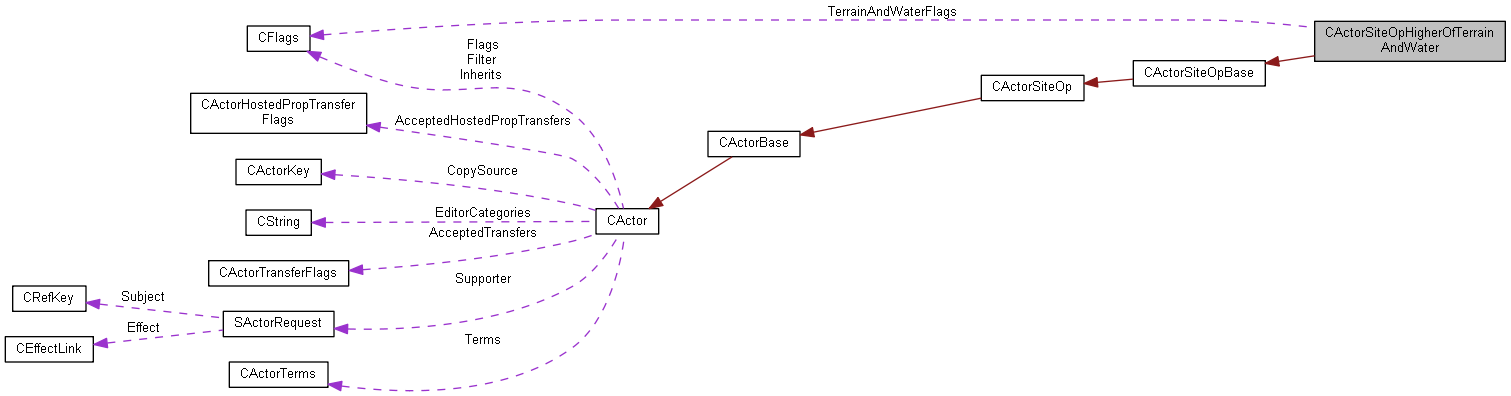 TerrainAndWaterFlags
CActorSiteOpHigherOfTerrain
AndWater
CFlags
Flags
Filter
Inherits
CActorSiteOpBase
CActorSiteOp
CActorHostedPropTransfer
Flags
AcceptedHostedPropTransfers
CActorBase
CActorKey
CopySource
CString
EditorCategories
CActor
AcceptedTransfers
CActorTransferFlags
Supporter
CRefKey
Subject
SActorRequest
Effect
CEffectLink
Terms
CActorTerms